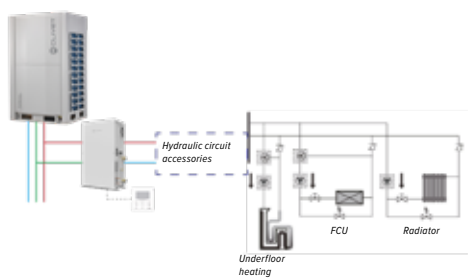 Hydraulic circuit
accessories
FCU
Radiator
Underfloor
heating